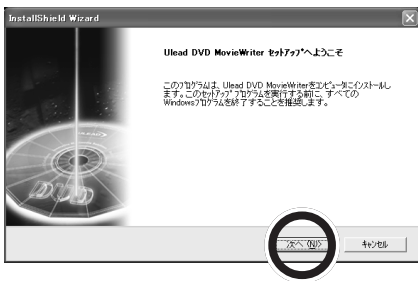 InstallShield Wizard
Ulead DVD MovieWriter セットアップへようこそ
このプログラムは、Ulead DVD MovieWriterをコンピュータにインストールし
ます。このセットアップ プログラムを実行する前に、すべての
Windowsプログラムを終了することを推奨します。
DVD
次へ (N)>
キャンセル